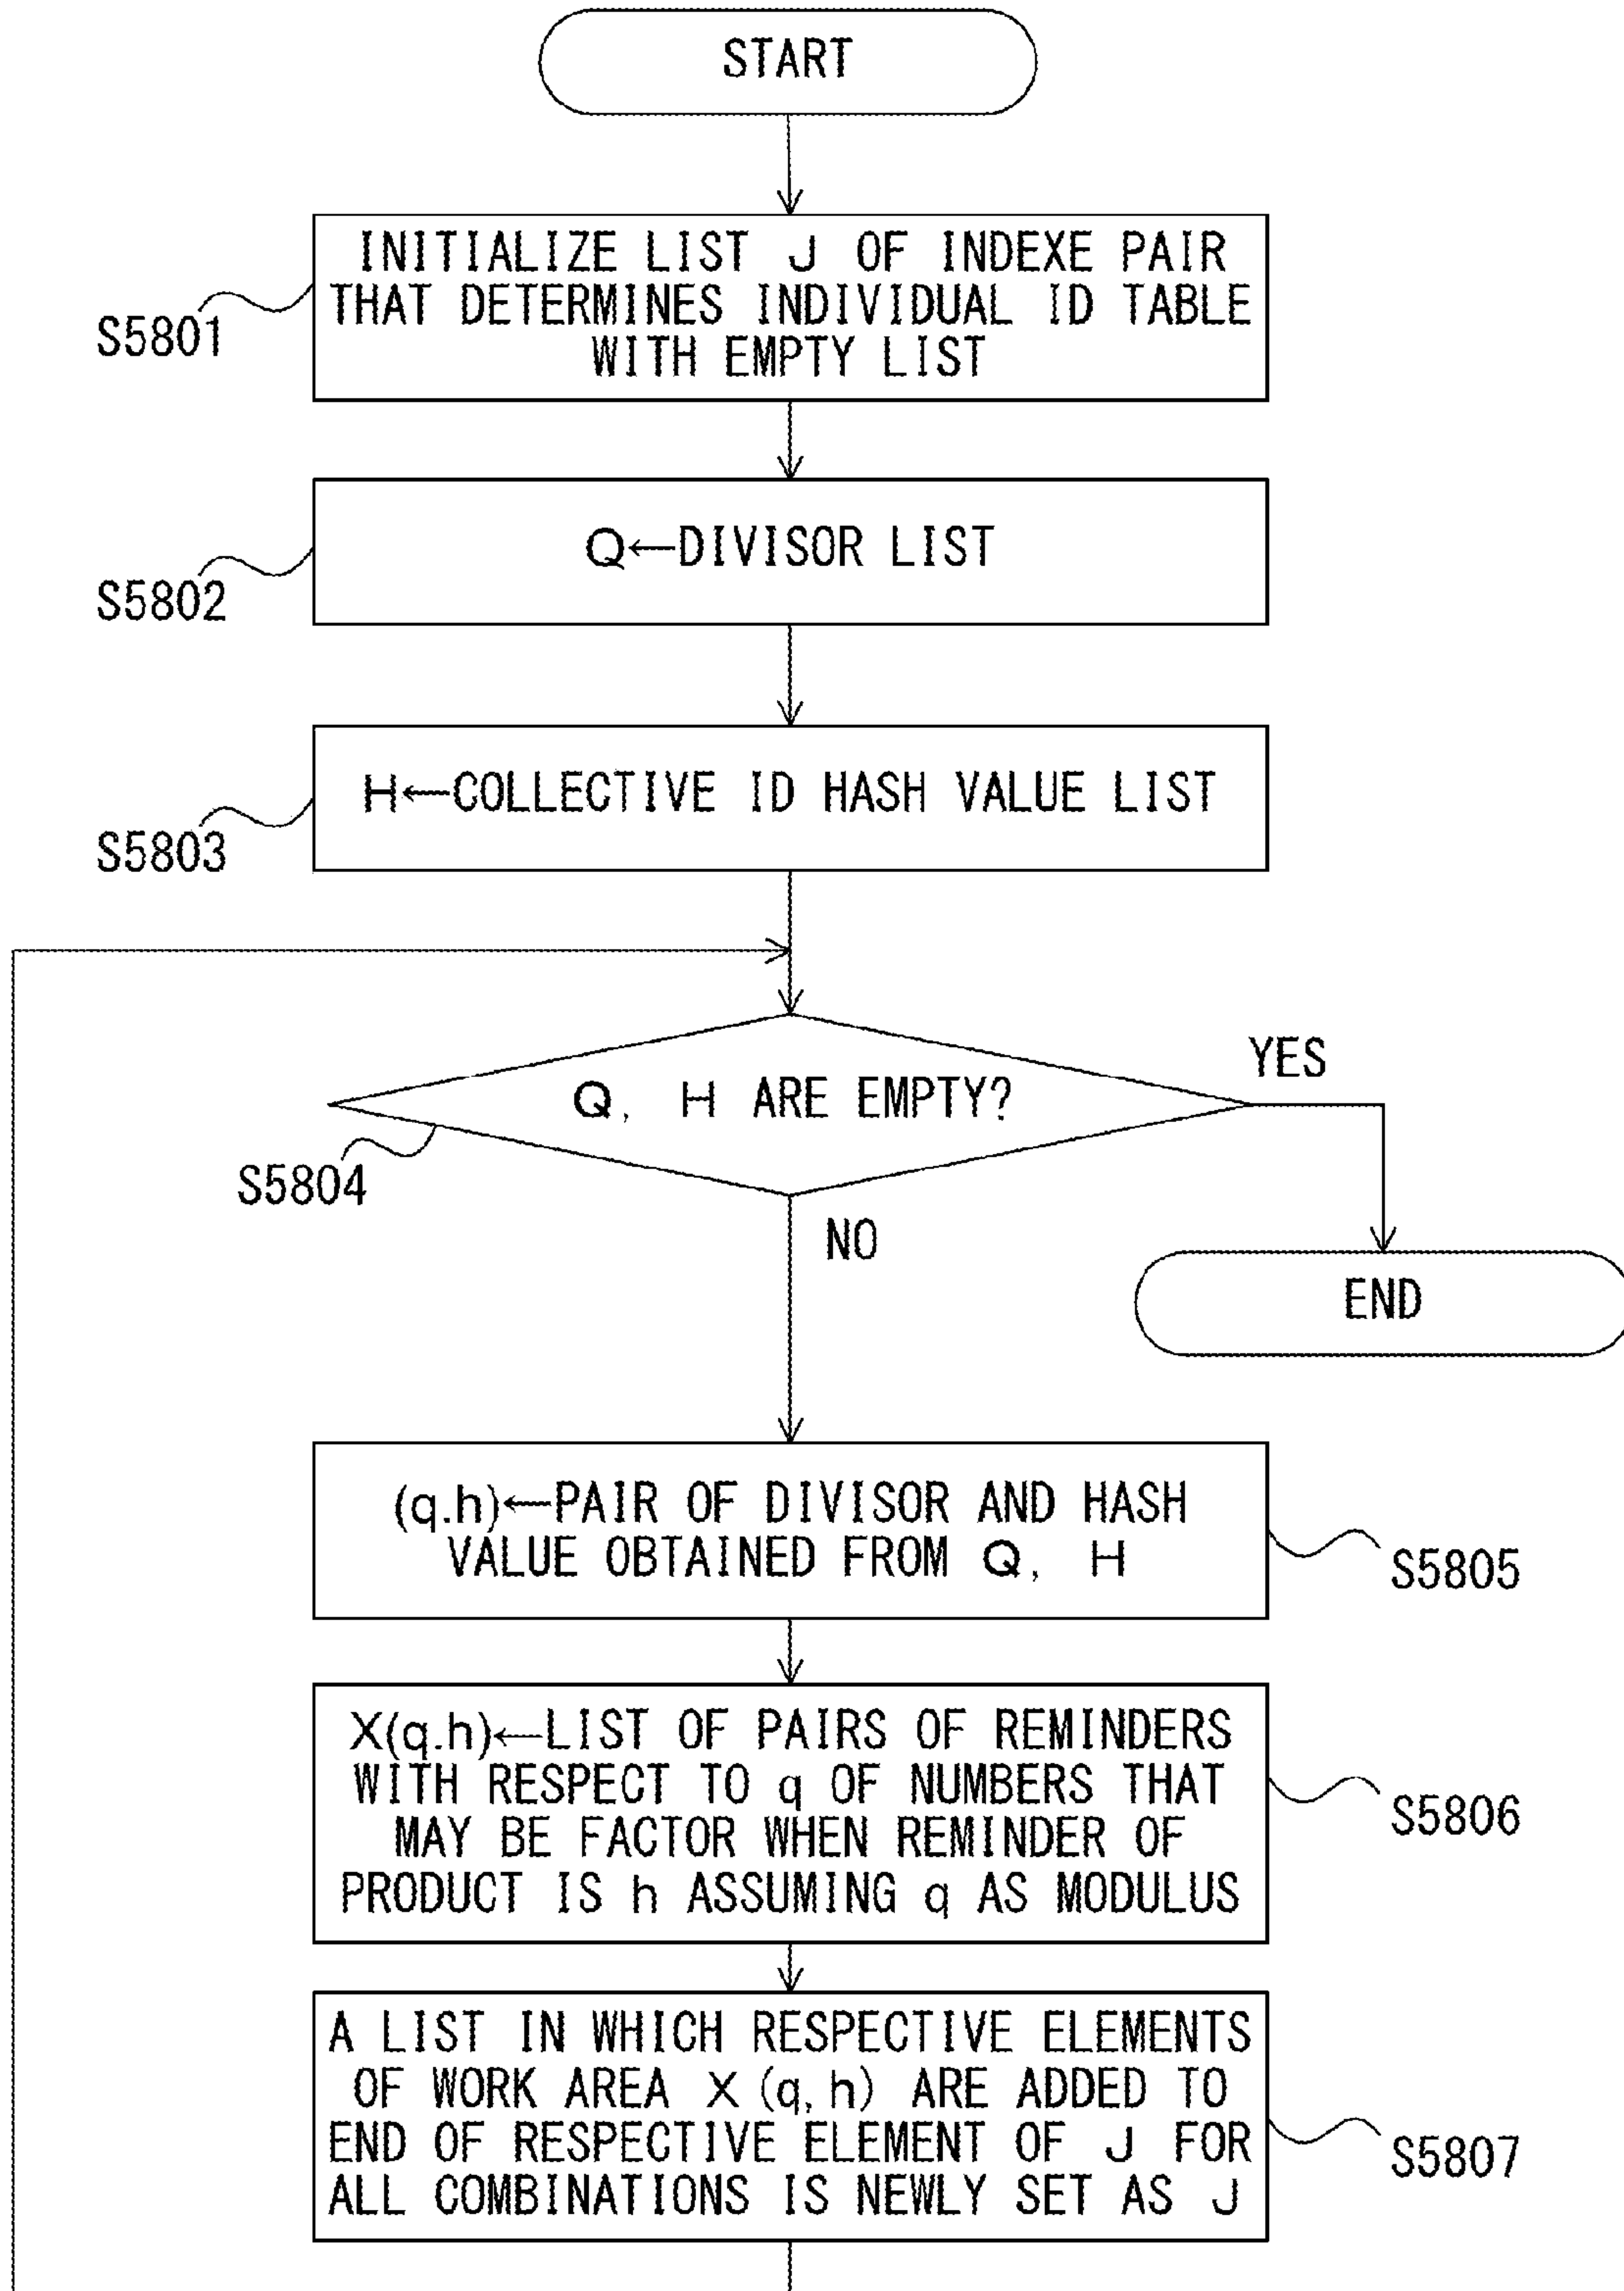 START
INITIALIZE LIST J OF INDEXE PAIR
THAT DETERMINES INDIVIDUAL ID TABLE
WITH EMPTY LIST
S5801
Q←DIVISOR LIST
S5802
H←COLLECTIVE ID HASH VALUE LIST
S5803
Q, H ARE EMPTY?
YES
S5804
NO
END
(q.h)←PAIR OF DIVISOR AND HASH
VALUE OBTAINED FROM Q, H
S5805
X(q.h)←LIST OF PAIRS OF REMINDERS
WITH RESPECT TO q OF NUMBERS THAT
MAY BE FACTOR WHEN REMINDER OF
PRODUCT IS h ASSUMING q AS MODULUS
S5806
A LIST IN WHICH RESPECTIVE ELEMENTS
OF WORK AREA X(q,h) ARE ADDED TO
END OF RESPECTIVE ELEMENT OF J FOR
ALL COMBINATIONS IS NEWLY SET AS J
S5807